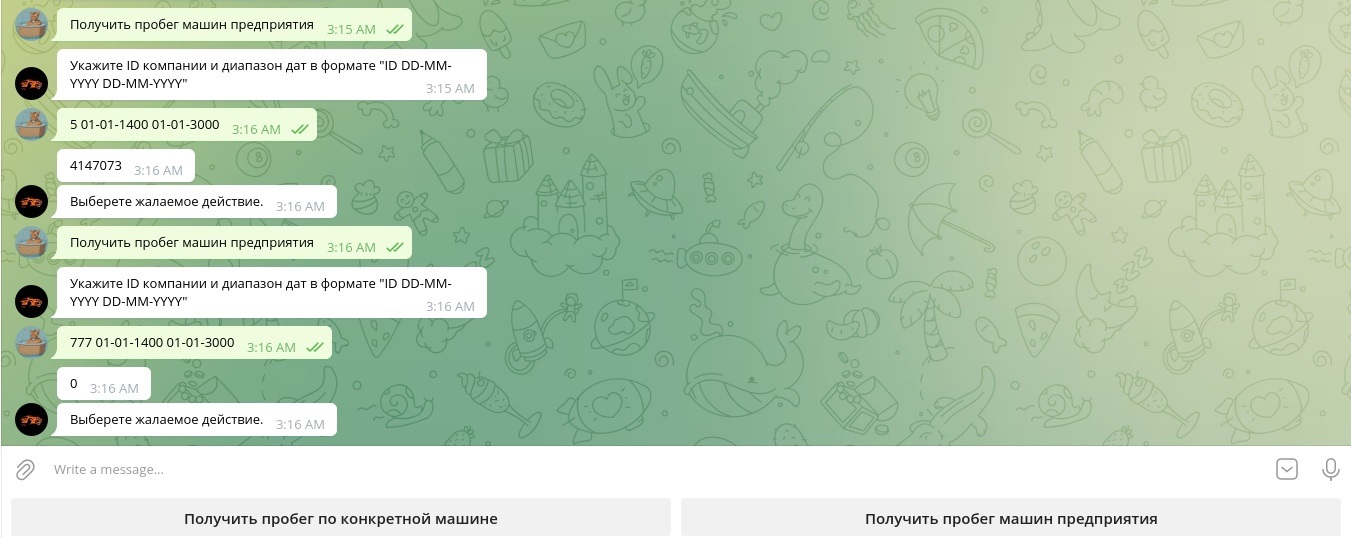 Получить пробег машин предприятия 3:15 AM
Укажите ID компании и диапазон дат в формате "ID DD-MM-
YYYY DD-MM-YYYY" 3:15 AM
5 01-01-1400 01-01-3000 3:16 AM
4147073 3:16 AM
Выберете жалаемое действие. 3:16 AM
Получить пробег машин предприятия 3:16 AM
Укажите ID компании и диапазон дат в формате "ID DD-MM-
YYYY DD-MM-YYYY" 3:16 AM
777 01-01-1400 01-01-3000 3:16 AM
0 3:16 AM
Выберете жалаемое действие. 3:16 AM
Write a message...
Получить пробег по конкретной машине Получить пробег машин предприятия